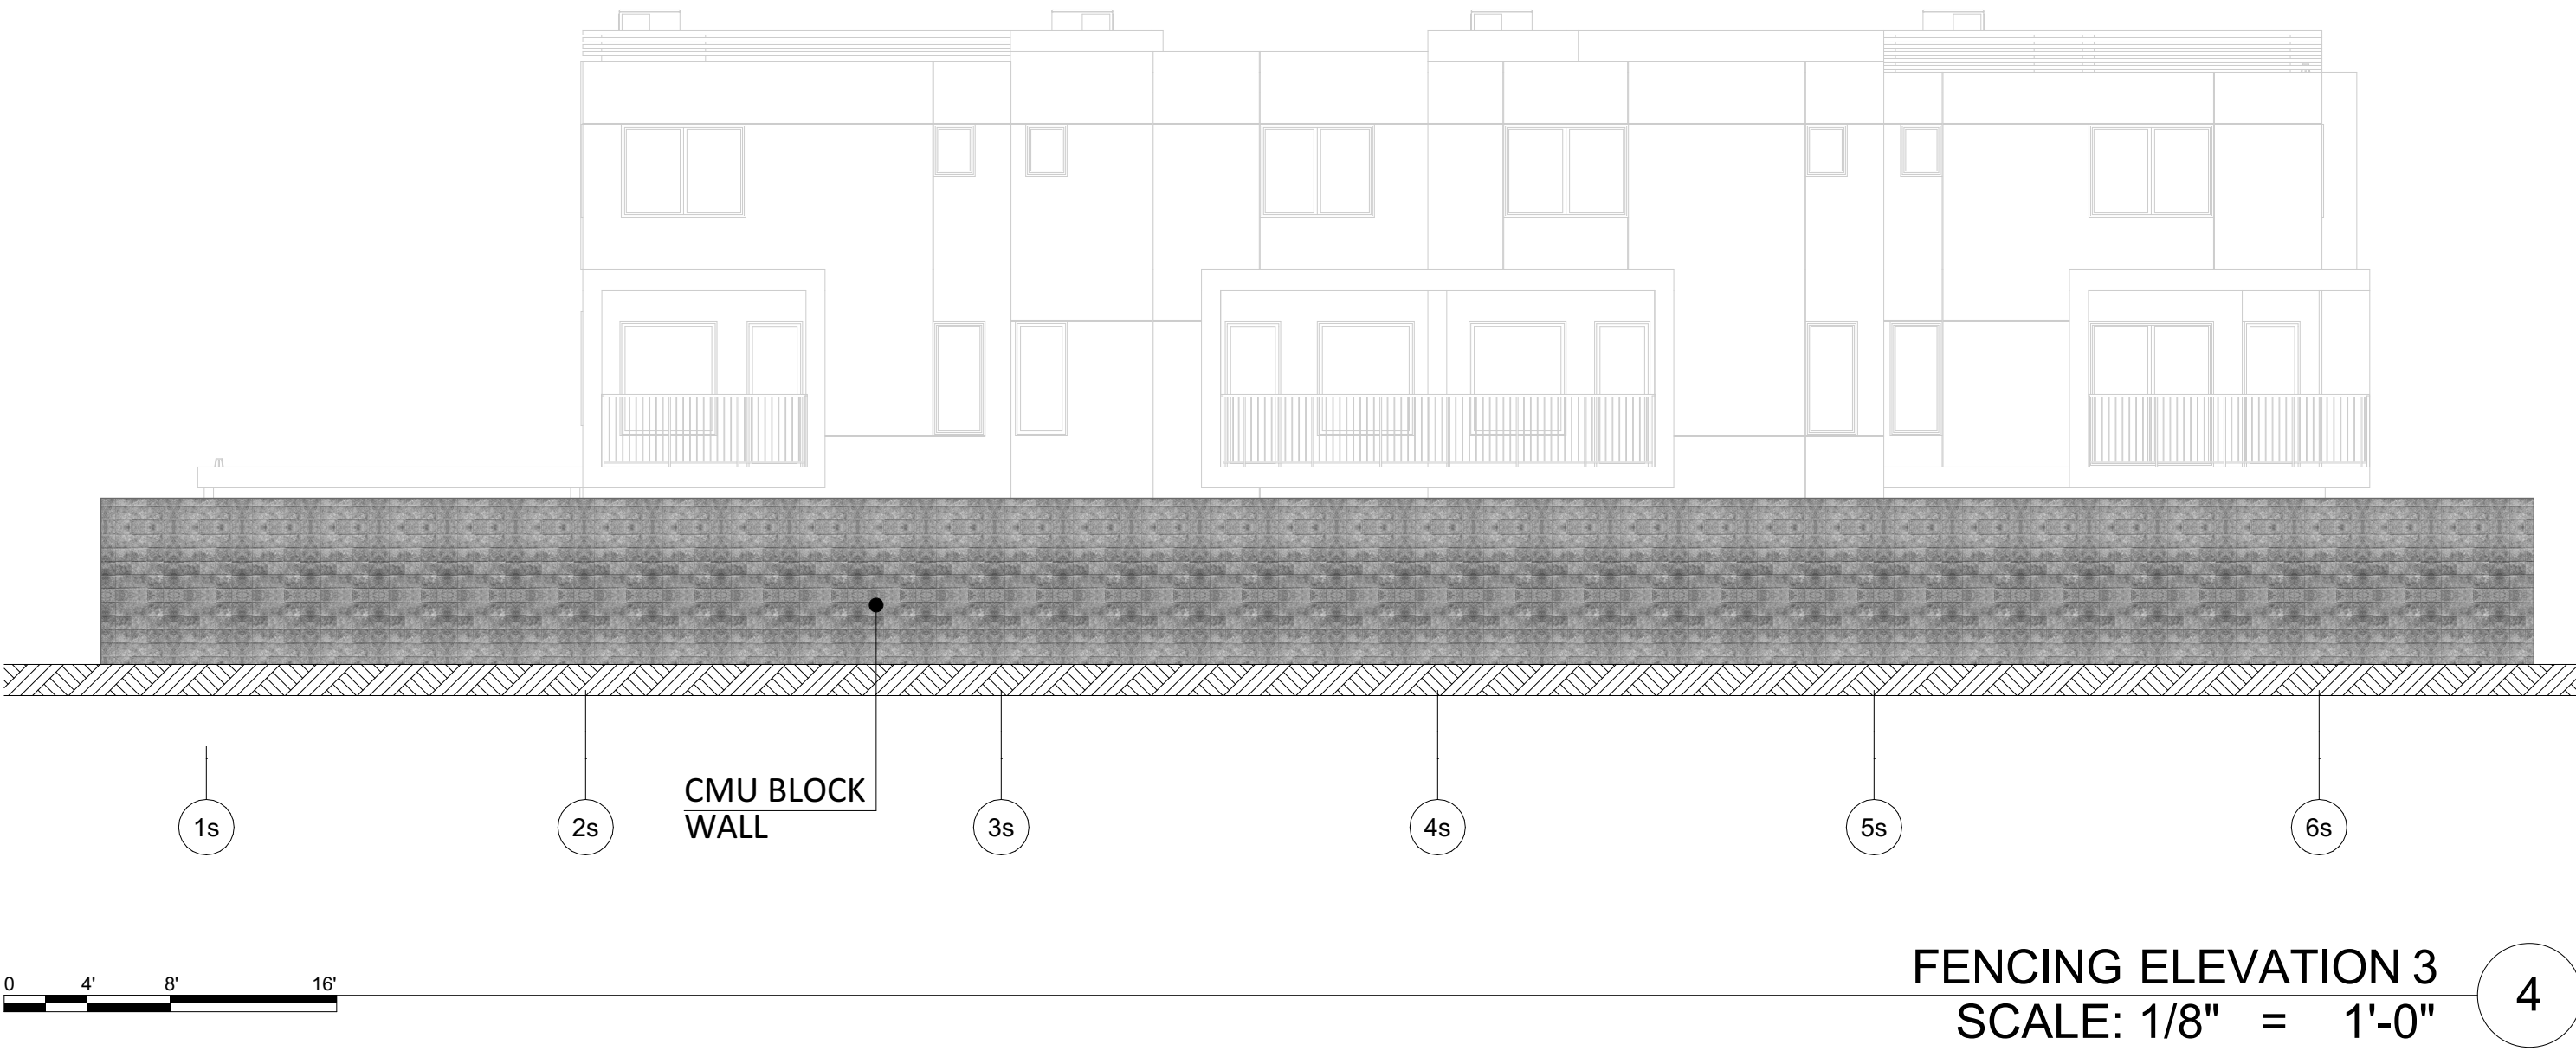 CMU BLOCK
WALL
1s 2s 3s 4s 5s 6s
0 4' 8' 16'
FENCING ELEVATION 3
4
SCALE: 1/8" = 1'-0"